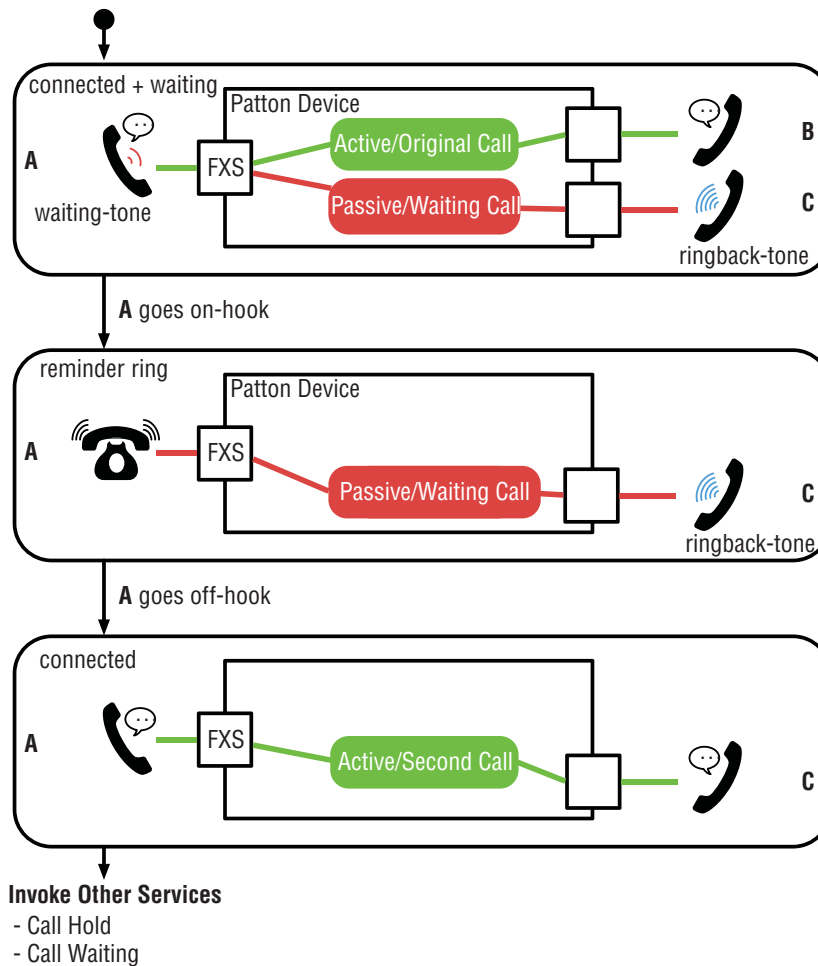 connected + waiting
Patton Device
Active/Original Call
B
A
FXS
Passive/Waiting Call
C
waiting-tone
ringback-tone
A goes on-hook
reminder ring
Patton Device
A
FXS
Passive/Waiting Call
C
ringback-tone
A goes off-hook
connected
A
FXS
Active/Second Call
C
Invoke Other Services
- Call Hold
- Call Waiting